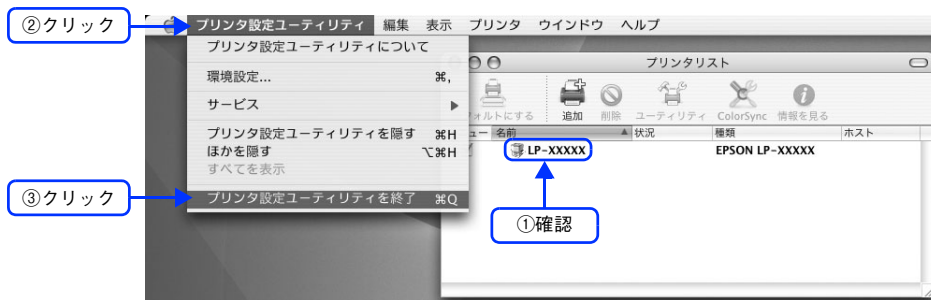 ②クリック
プリンタ設定ユーティリティ 編集 表示 プリンタ ウインドウ ヘルプ
プリンタ設定ユーティリティについて
環境設定... ⌘,
サービス ▶
プリンタ設定ユーティリティを隠す ⌘H
ほかを隠す ⌥⌘H
すべてを表示
プリンタ設定ユーティリティを終了 ⌘Q
③クリック
プリンタリスト
フォルトにする 追加 削除 ユーティリティ ColorSync 情報を見る
ュー 名前 ▲ 状況 種類 ホスト
LP-XXXXX EPSON LP-XXXXX
①確認